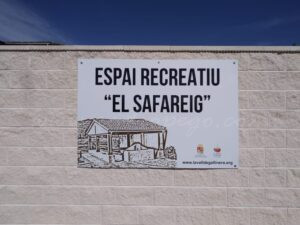 ESPAI RECREATIU
"EL SAFAREIG"
www.lavalldegallinera.org